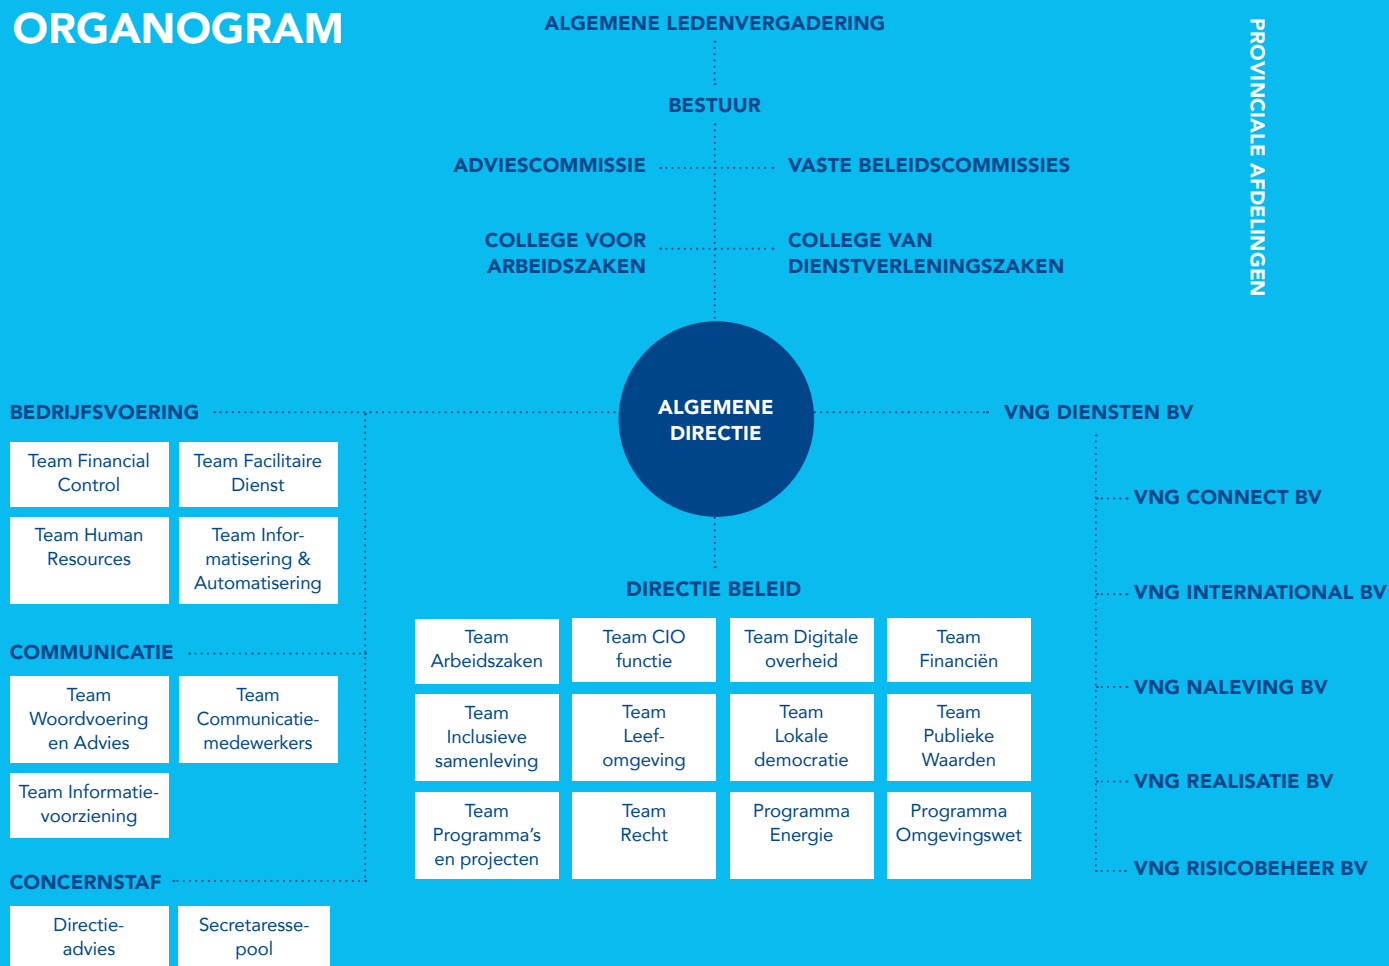 ORGANOGRAM
ALGEMENE LEDENVERGADERING
PROVINCIALE AFDELINGEN
BESTUUR
ADVIESCOMMISSIE
VASTE BELEIDSCOMMISSIES
COLLEGE VOOR
ARBEIDSZAKEN
COLLEGE VAN
DIENSTVERLENINGSZAKEN
ALGEMENE
DIRECTIE
BEDRIJFSVOERING
Team Financial
Control
Team Facilitaire
Dienst
Team Human
Resources
Team Infor-
matisering &
Automatisering
COMMUNICATIE
Team
Woordvoering
en Advies
Team
Communicatie-
medewerkers
Team Informatie-
voorziening
CONCERNSTAF
Directie-
advies
Secretaresse-
pool
DIRECTIE BELEID
Team
Arbeidszaken
Team CIO
functie
Team Digitale
overheid
Team
Financiën
Team
Inclusieve
samenleving
Team
Leef-
omgeving
Team
Lokale
democratie
Team
Publieke
Waarden
Team
Programma's
en projecten
Team
Recht
Programma
Energie
Programma
Omgevingswet
VNG DIENSTEN BV
VNG CONNECT BV
VNG INTERNATIONAL BV
VNG NALEVING BV
VNG REALISATIE BV
VNG RISICOBEHEER BV